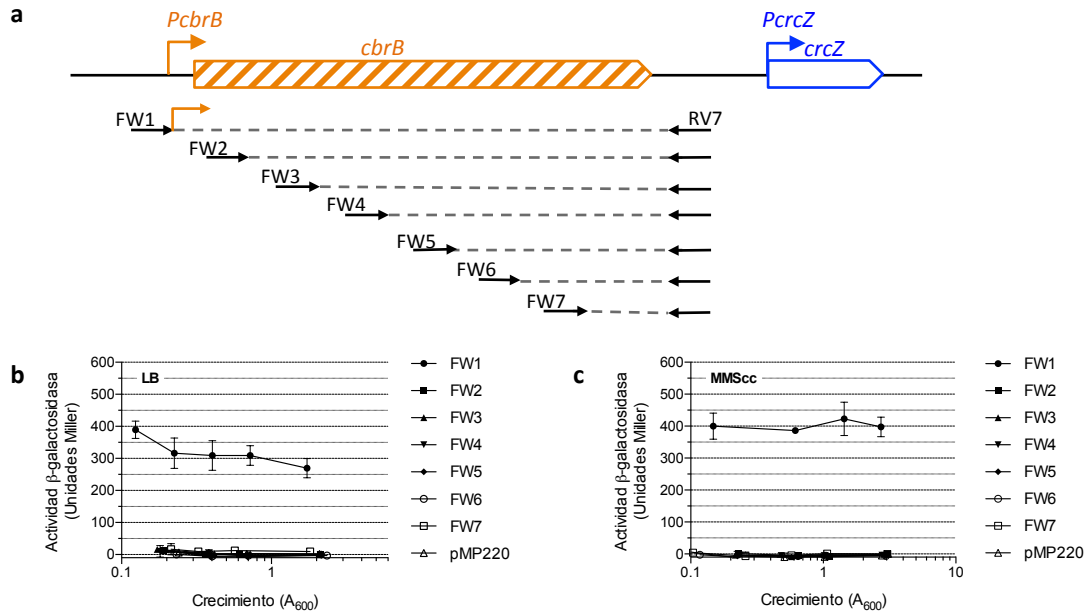 a
PcbrB
cbrB
PcrcZ
crcZ
FW1
RV7
FW2
FW3
FW4
FW5
FW6
FW7
b
Actividad β-galactosidasa
(Unidades Miller)
600
500
400
300
200
100
0
LB
0.1
1
Crecimiento (A600)
FW1
FW2
FW3
FW4
FW5
FW6
FW7
pMP220
c
Actividad β-galactosidasa
(Unidades Miller)
600
500
400
300
200
100
0
MMScc
0.1
1
10
Crecimiento (A600)
FW1
FW2
FW3
FW4
FW5
FW6
FW7
pMP220